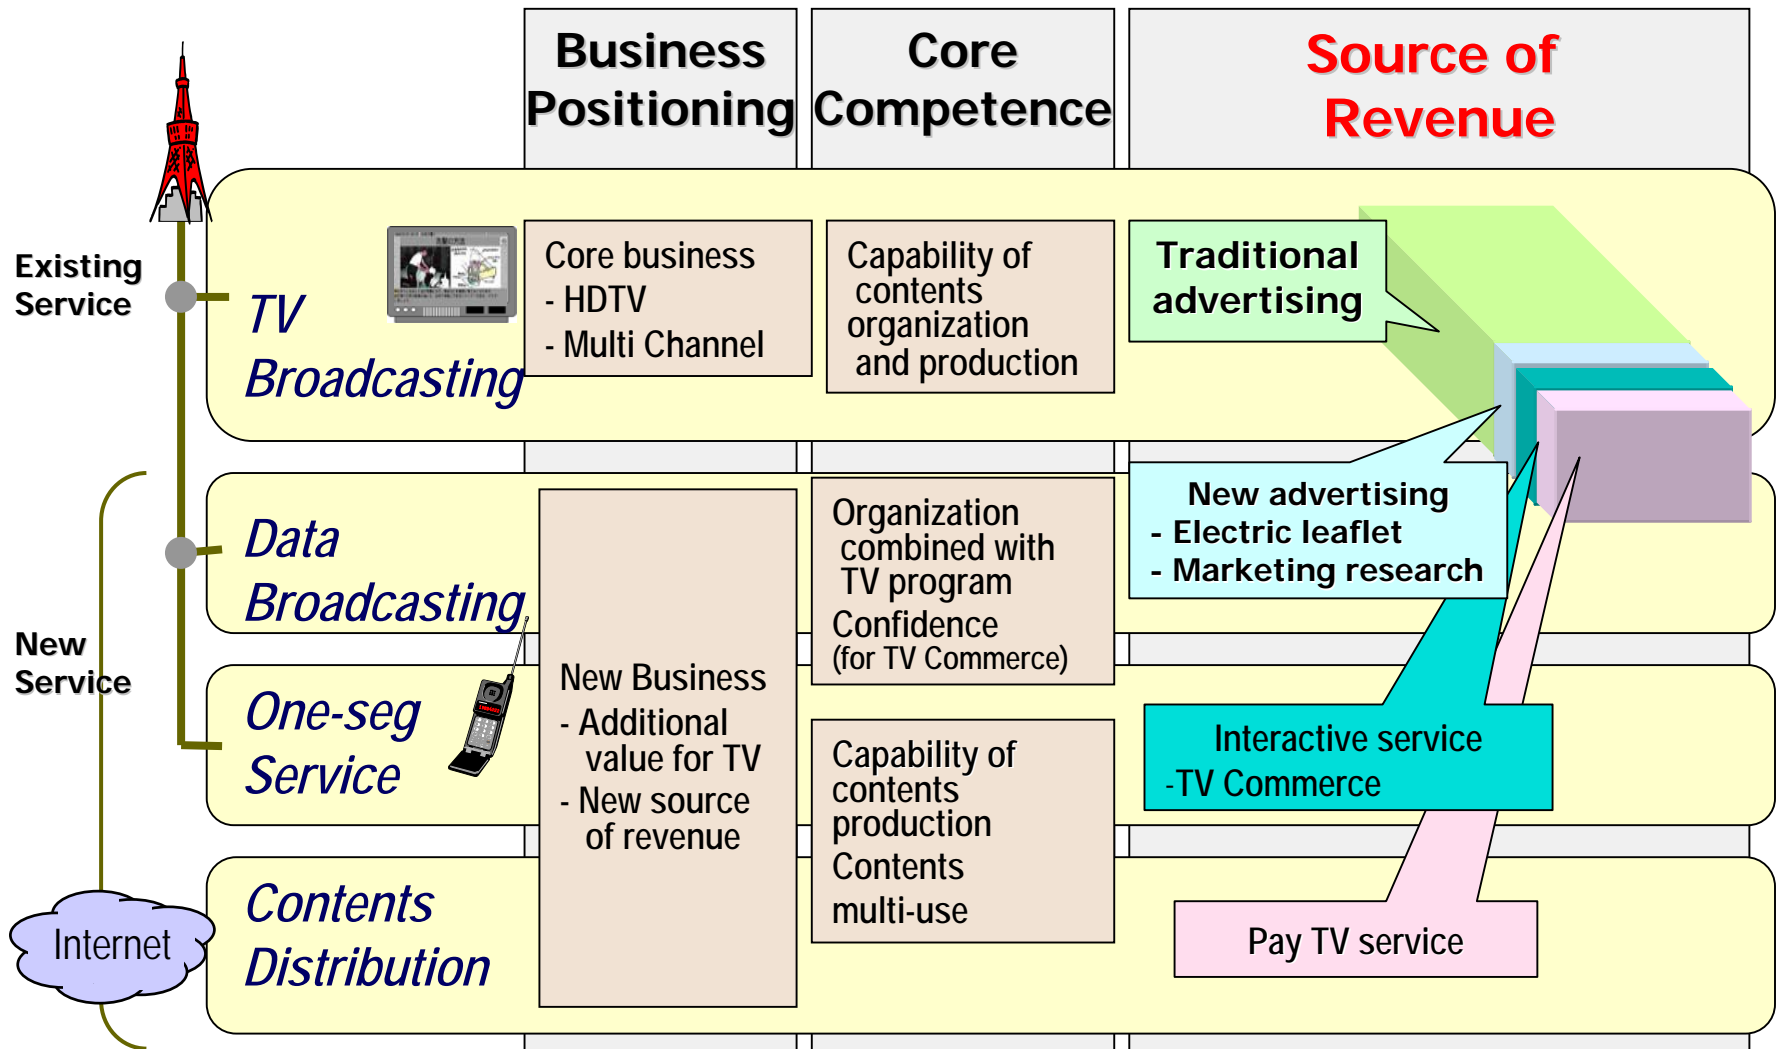 Business
Positioning
Core
Competence
Source of
Revenue
Existing
Service
TV
Broadcasting
Core business
- HDTV
- Multi Channel
Capability of
contents
organization
and production
Traditional
advertising
New
Service
Data
Broadcasting
One-seg
Service
Contents
Distribution
Internet
New Business
- Additional
value for TV
- New source
of revenue
Organization
combined with
TV program
Confidence
(for TV Commerce)
Capability of
contents
production
Contents
multi-use
New advertising
- Electric leaflet
- Marketing research
Interactive service
-TV Commerce
Pay TV service